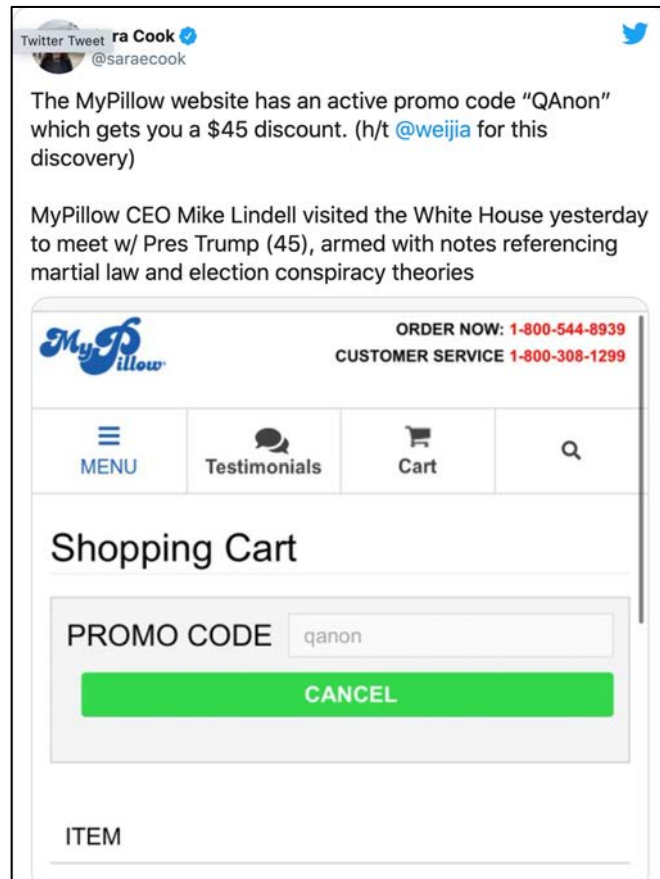 Twitter Tweet
ra Cook
@saraecook
The MyPillow website has an active promo code “QAnon”
which gets you a $45 discount. (h/t @weijia for this
discovery)
MyPillow CEO Mike Lindell visited the White House yesterday
to meet w/ Pres Trump (45), armed with notes referencing
martial law and election conspiracy theories
MyPillow
ORDER NOW: 1-800-544-8939
CUSTOMER SERVICE 1-800-308-1299
MENU
Testimonials
Cart
Shopping Cart
PROMO CODE qanon
CANCEL
ITEM